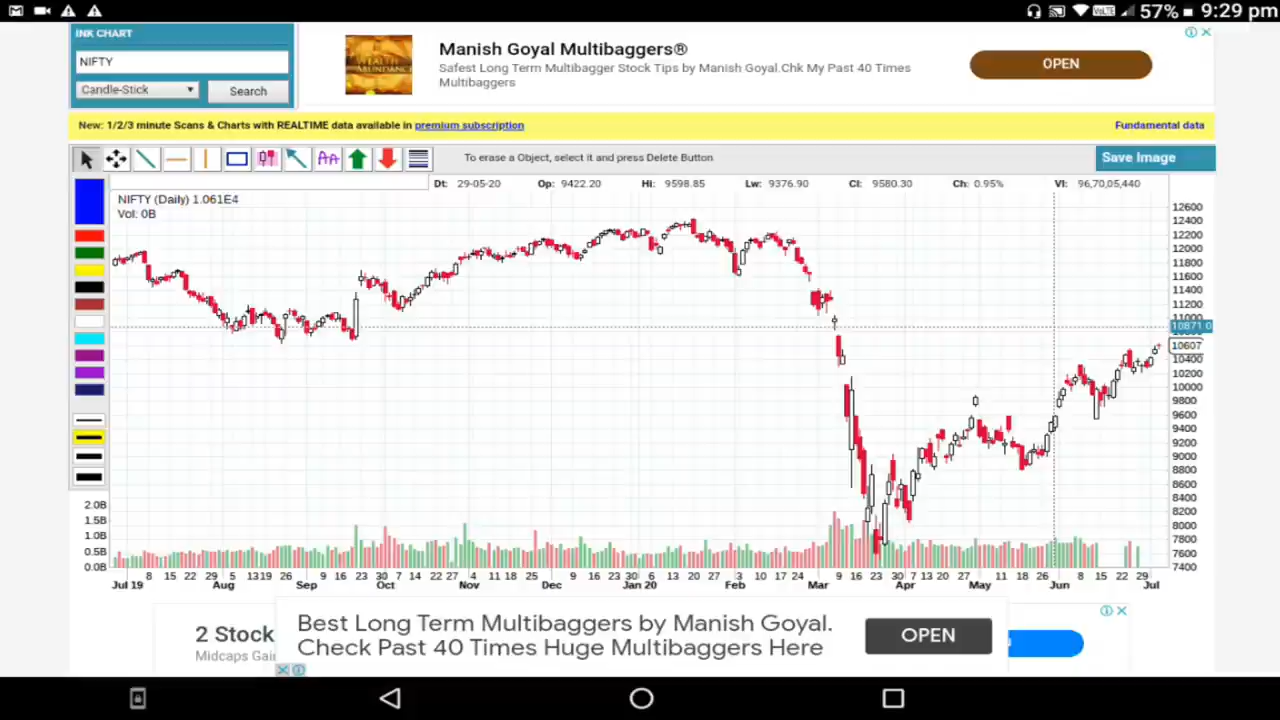 57% 9:29 pm
INK CHART
NIFTY
Candle-Stick
Search
Manish Goyal Multibaggers®
Safest Long Term Multibagger Stock Tips by Manish Goyal.Chk My Past 40 Times
Multibaggers
OPEN
New: 1/2/3 minute Scans & Charts with REALTIME data available in premium subscription
Fundamental data
To erase a Object, select it and press Delete Button
Save Image
Dt: 29-05-20 Op: 9422.20 Hi: 9598.85 Lw: 9376.90 Cl: 9580.30 Ch: 0.95% Vl: 96,70,05,440
NIFTY (Daily) 1.061E4
Vol: 0B
12600
12400
12200
12000
11800
11600
11400
11200
11000
10871.0
10607
10400
10200
10000
9800
9600
9400
9200
9000
8800
8600
8400
8200
8000
7800
7600
7400
2.0B
1.5B
1.0B
0.5B
0.0B
8 15 22 29 5 13 19 26 9 16 23 30 7 14 22 27 4 11 18 25 9 16 23 30 6 13 20 27 3 10 17 24 9 16 23 30 7 13 20 27 11 18 26 8 15 22 29
Jul 19 Aug Sep Oct Nov Dec Jan 20 Feb Mar Apr May Jun Jul
2 Stock
Midcaps Gai
Best Long Term Multibaggers by Manish Goyal.
Check Past 40 Times Huge Multibaggers Here
OPEN